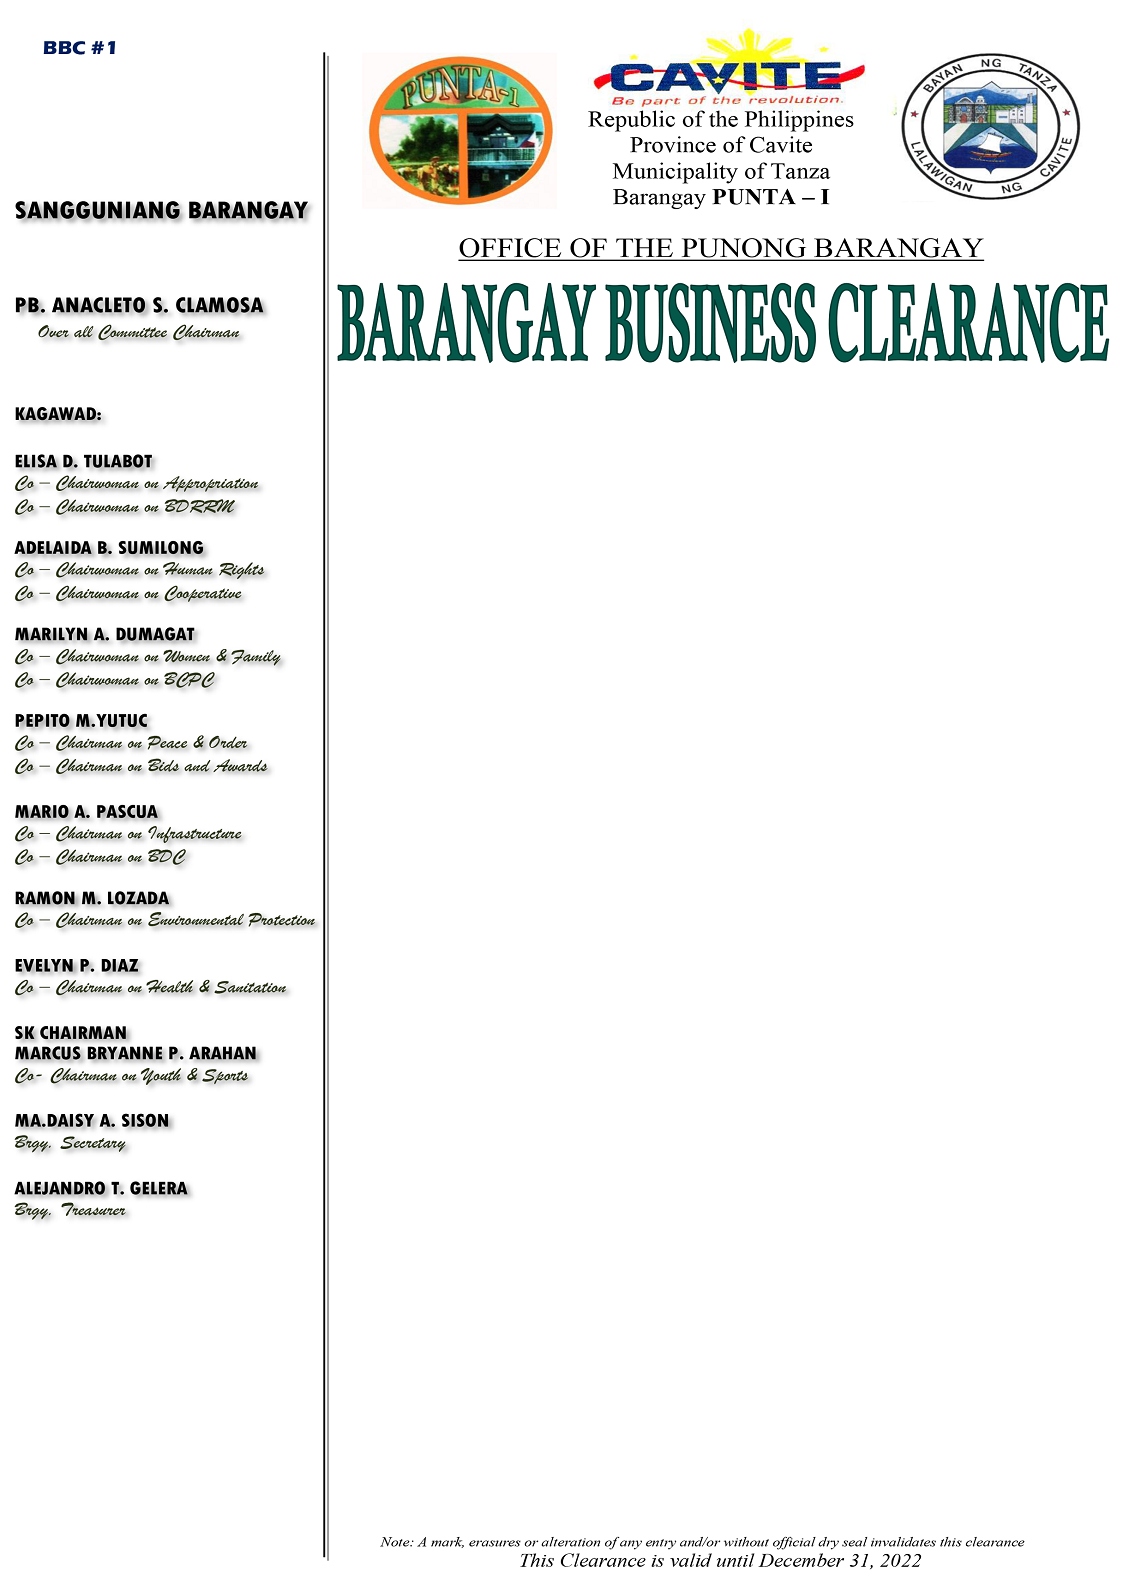 BBC #1
SANGGUNIANG BARANGAY
PB. ANACLETO S. CLAMOSA
Over all Committee Chairman
KAGAWAD:
ELISA D. TULABOT
Co – Chairwoman on Appropriation
Co – Chairwoman on BDRRM
ADELAIDA B. SUMILONG
Co – Chairwoman on Human Rights
Co – Chairwoman on Cooperative
MARILYN A. DUMAGAT
Co – Chairwoman on Women & Family
Co – Chairwoman on BCPC
PEPITO M.YUTUC
Co – Chairman on Peace & Order
Co – Chairman on Bids and Awards
MARIO A. PASCUA
Co – Chairman on Infrastructure
Co – Chairman on BDC
RAMON M. LOZADA
Co – Chairman on Environmental Protection
EVELYN P. DIAZ
Co – Chairman on Health & Sanitation
SK CHAIRMAN
MARCUS BRYANNE P. ARAHAN
Co- Chairman on Youth & Sports
MA.DAISY A. SISON
Brgy. Secretary
ALEJANDRO T. GELERA
Brgy. Treasurer
PUNTA-1
CAVITE
Be part of the revolution.
BAYAN NG TANZA
LALAWIGAN NG CAVITE
Republic of the Philippines
Province of Cavite
Municipality of Tanza
Barangay PUNTA – I
OFFICE OF THE PUNONG BARANGAY
BARANGAY BUSINESS CLEARANCE
Note: A mark, erasures or alteration of any entry and/or without official dry seal invalidates this clearance
This Clearance is valid until December 31, 2022